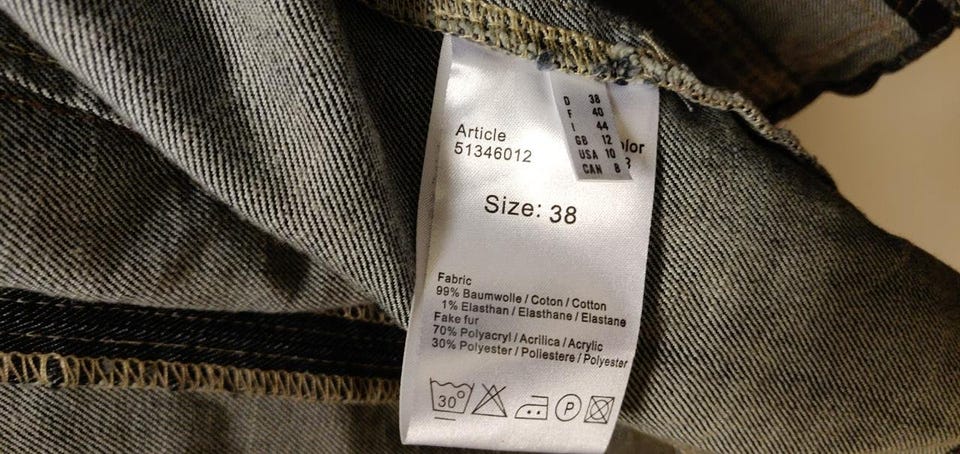 D 38
F 40
I 44
GB 12
USA 10
CAN 8
Article
51346012
Size: 38
Fabric
99% Baumwolle / Coton / Cotton
1% Elasthan / Elasthane / Elastane
Fake fur
70% Polyacryl / Acrilica / Acrylic
30% Polyester / Poliestere / Polyester
30° P